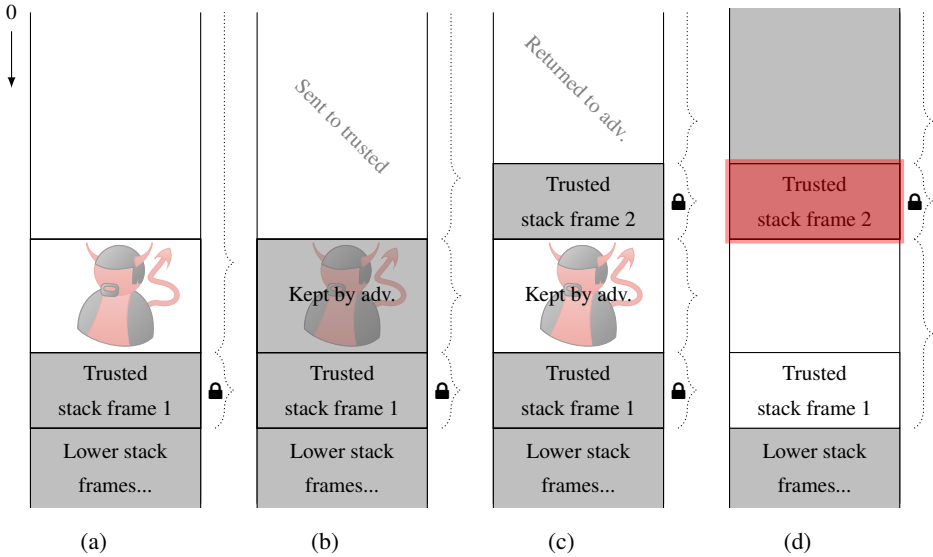 0
Trusted
stack frame 1
Lower stack
frames...
(a)
Sent to trusted
Kept by adv.
Trusted
stack frame 1
Lower stack
frames...
(b)
Returned to adv.
Trusted
stack frame 2
Kept by adv.
Trusted
stack frame 1
Lower stack
frames...
(c)
Trusted
stack frame 2
Trusted
stack frame 1
Lower stack
frames...
(d)